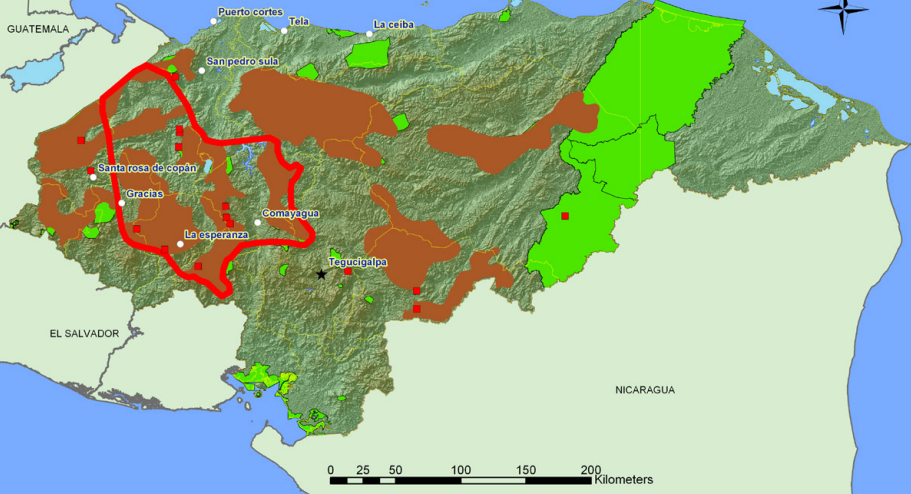 Puerto cortes
Tela
La ceiba
GUATEMALA
San pedro sula
Santa rosa de copán
Gracias
Comayagua
La esperanza
Tegucigalpa
EL SALVADOR
NICARAGUA
0 25 50 100 150 200
Kilometers